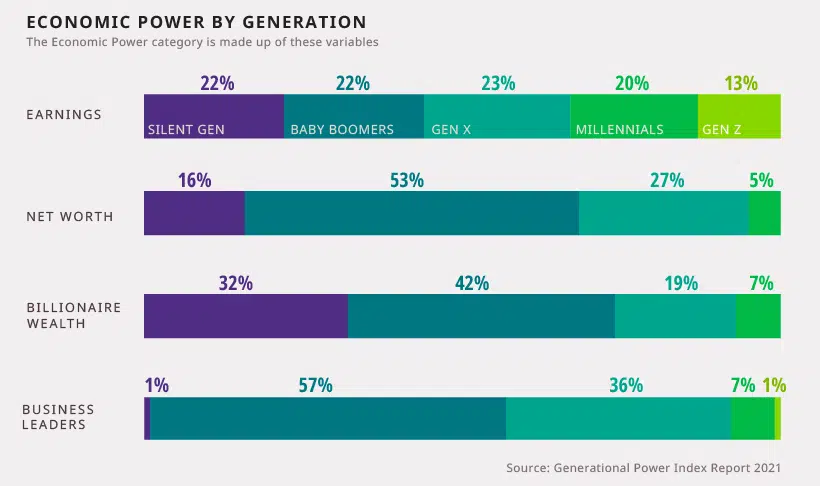 ECONOMIC POWER BY GENERATION
The Economic Power category is made up of these variables
22% 22% 23% 20% 13%
EARNINGS
SILENT GEN BABY BOOMERS GEN X MILLENNIALS GEN Z
16% 53% 27% 5%
NET WORTH
32% 42% 19% 7%
BILLIONAIRE
WEALTH
1% 57% 36% 7% 1%
BUSINESS
LEADERS
Source: Generational Power Index Report 2021